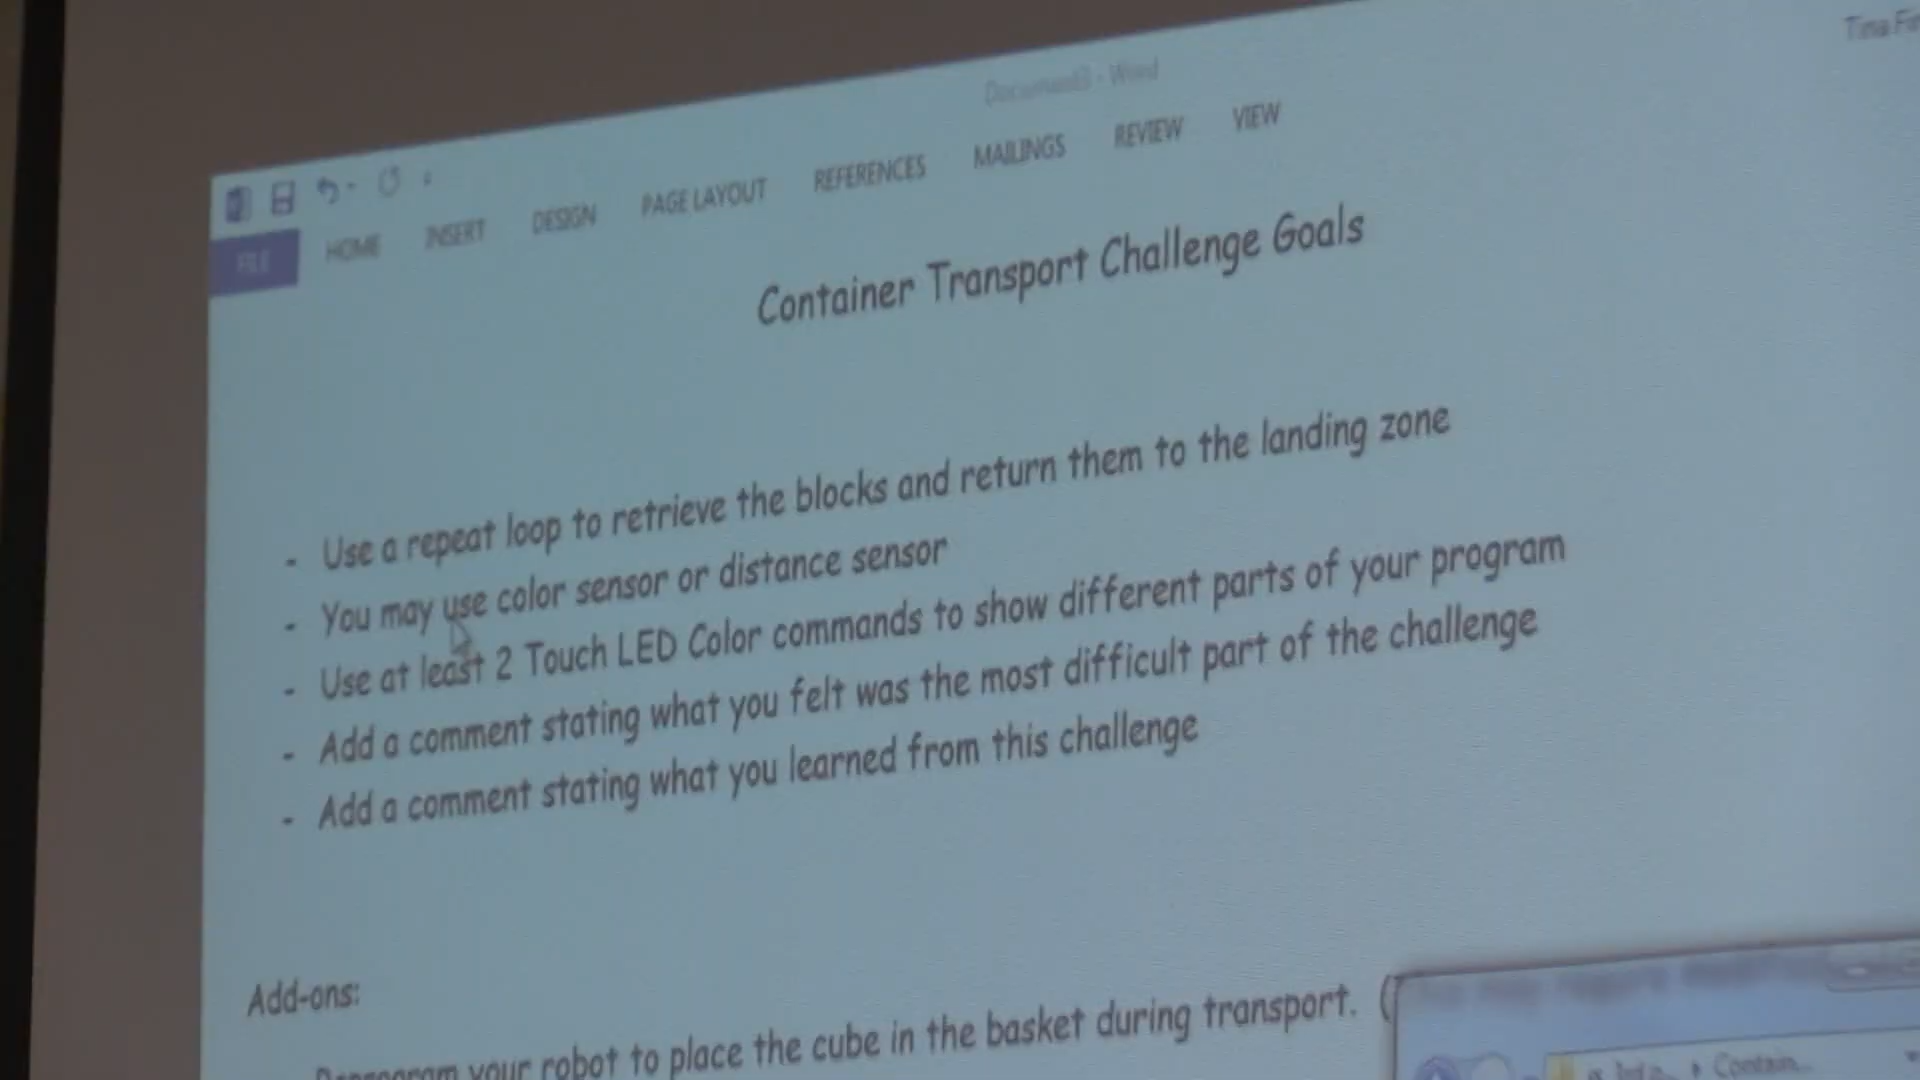 Document3 - Word
Tina
FILE HOME INSERT DESIGN PAGE LAYOUT REFERENCES MAILINGS REVIEW VIEW
Container Transport Challenge Goals
- Use a repeat loop to retrieve the blocks and return them to the landing zone
- You may use color sensor or distance sensor
- Use at least 2 Touch LED Color commands to show different parts of your program
- Add a comment stating what you felt was the most difficult part of the challenge
- Add a comment stating what you learned from this challenge
Add-ons:
your robot to place the cube in the basket during transport. (
Contain...